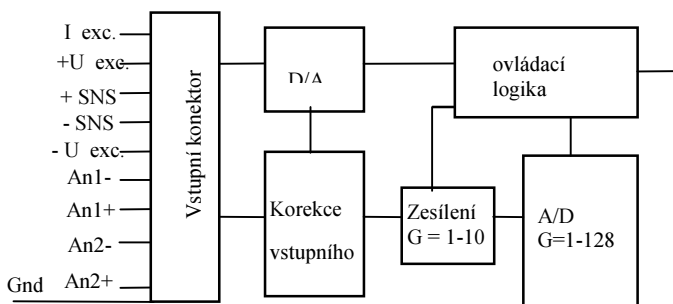 I exc.
+U exc.
+ SNS
- SNS
- U exc.
An1-
An1+
An2-
An2+
Gnd
Vstupní konektor
D/A
ovládací
logika
Korekce
vstupního
Zesílení
G = 1-10
A/D
G=1-128